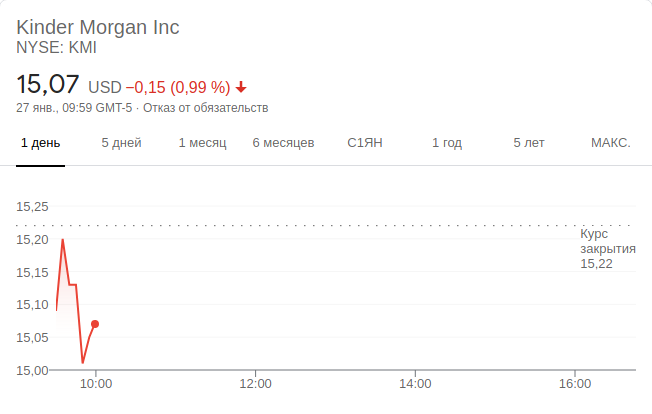 Kinder Morgan Inc
NYSE: KMI
15,07 USD −0,15 (0,99 %)
27 янв., 09:59 GMT-5 · Отказ от обязательств
1 день 5 дней 1 месяц 6 месяцев С1ЯН 1 год 5 лет МАКС.
15,25
Курс
15,20
закрытия
15,15
15,22
15,10
15,05
15,00
10:00 12:00 14:00 16:00